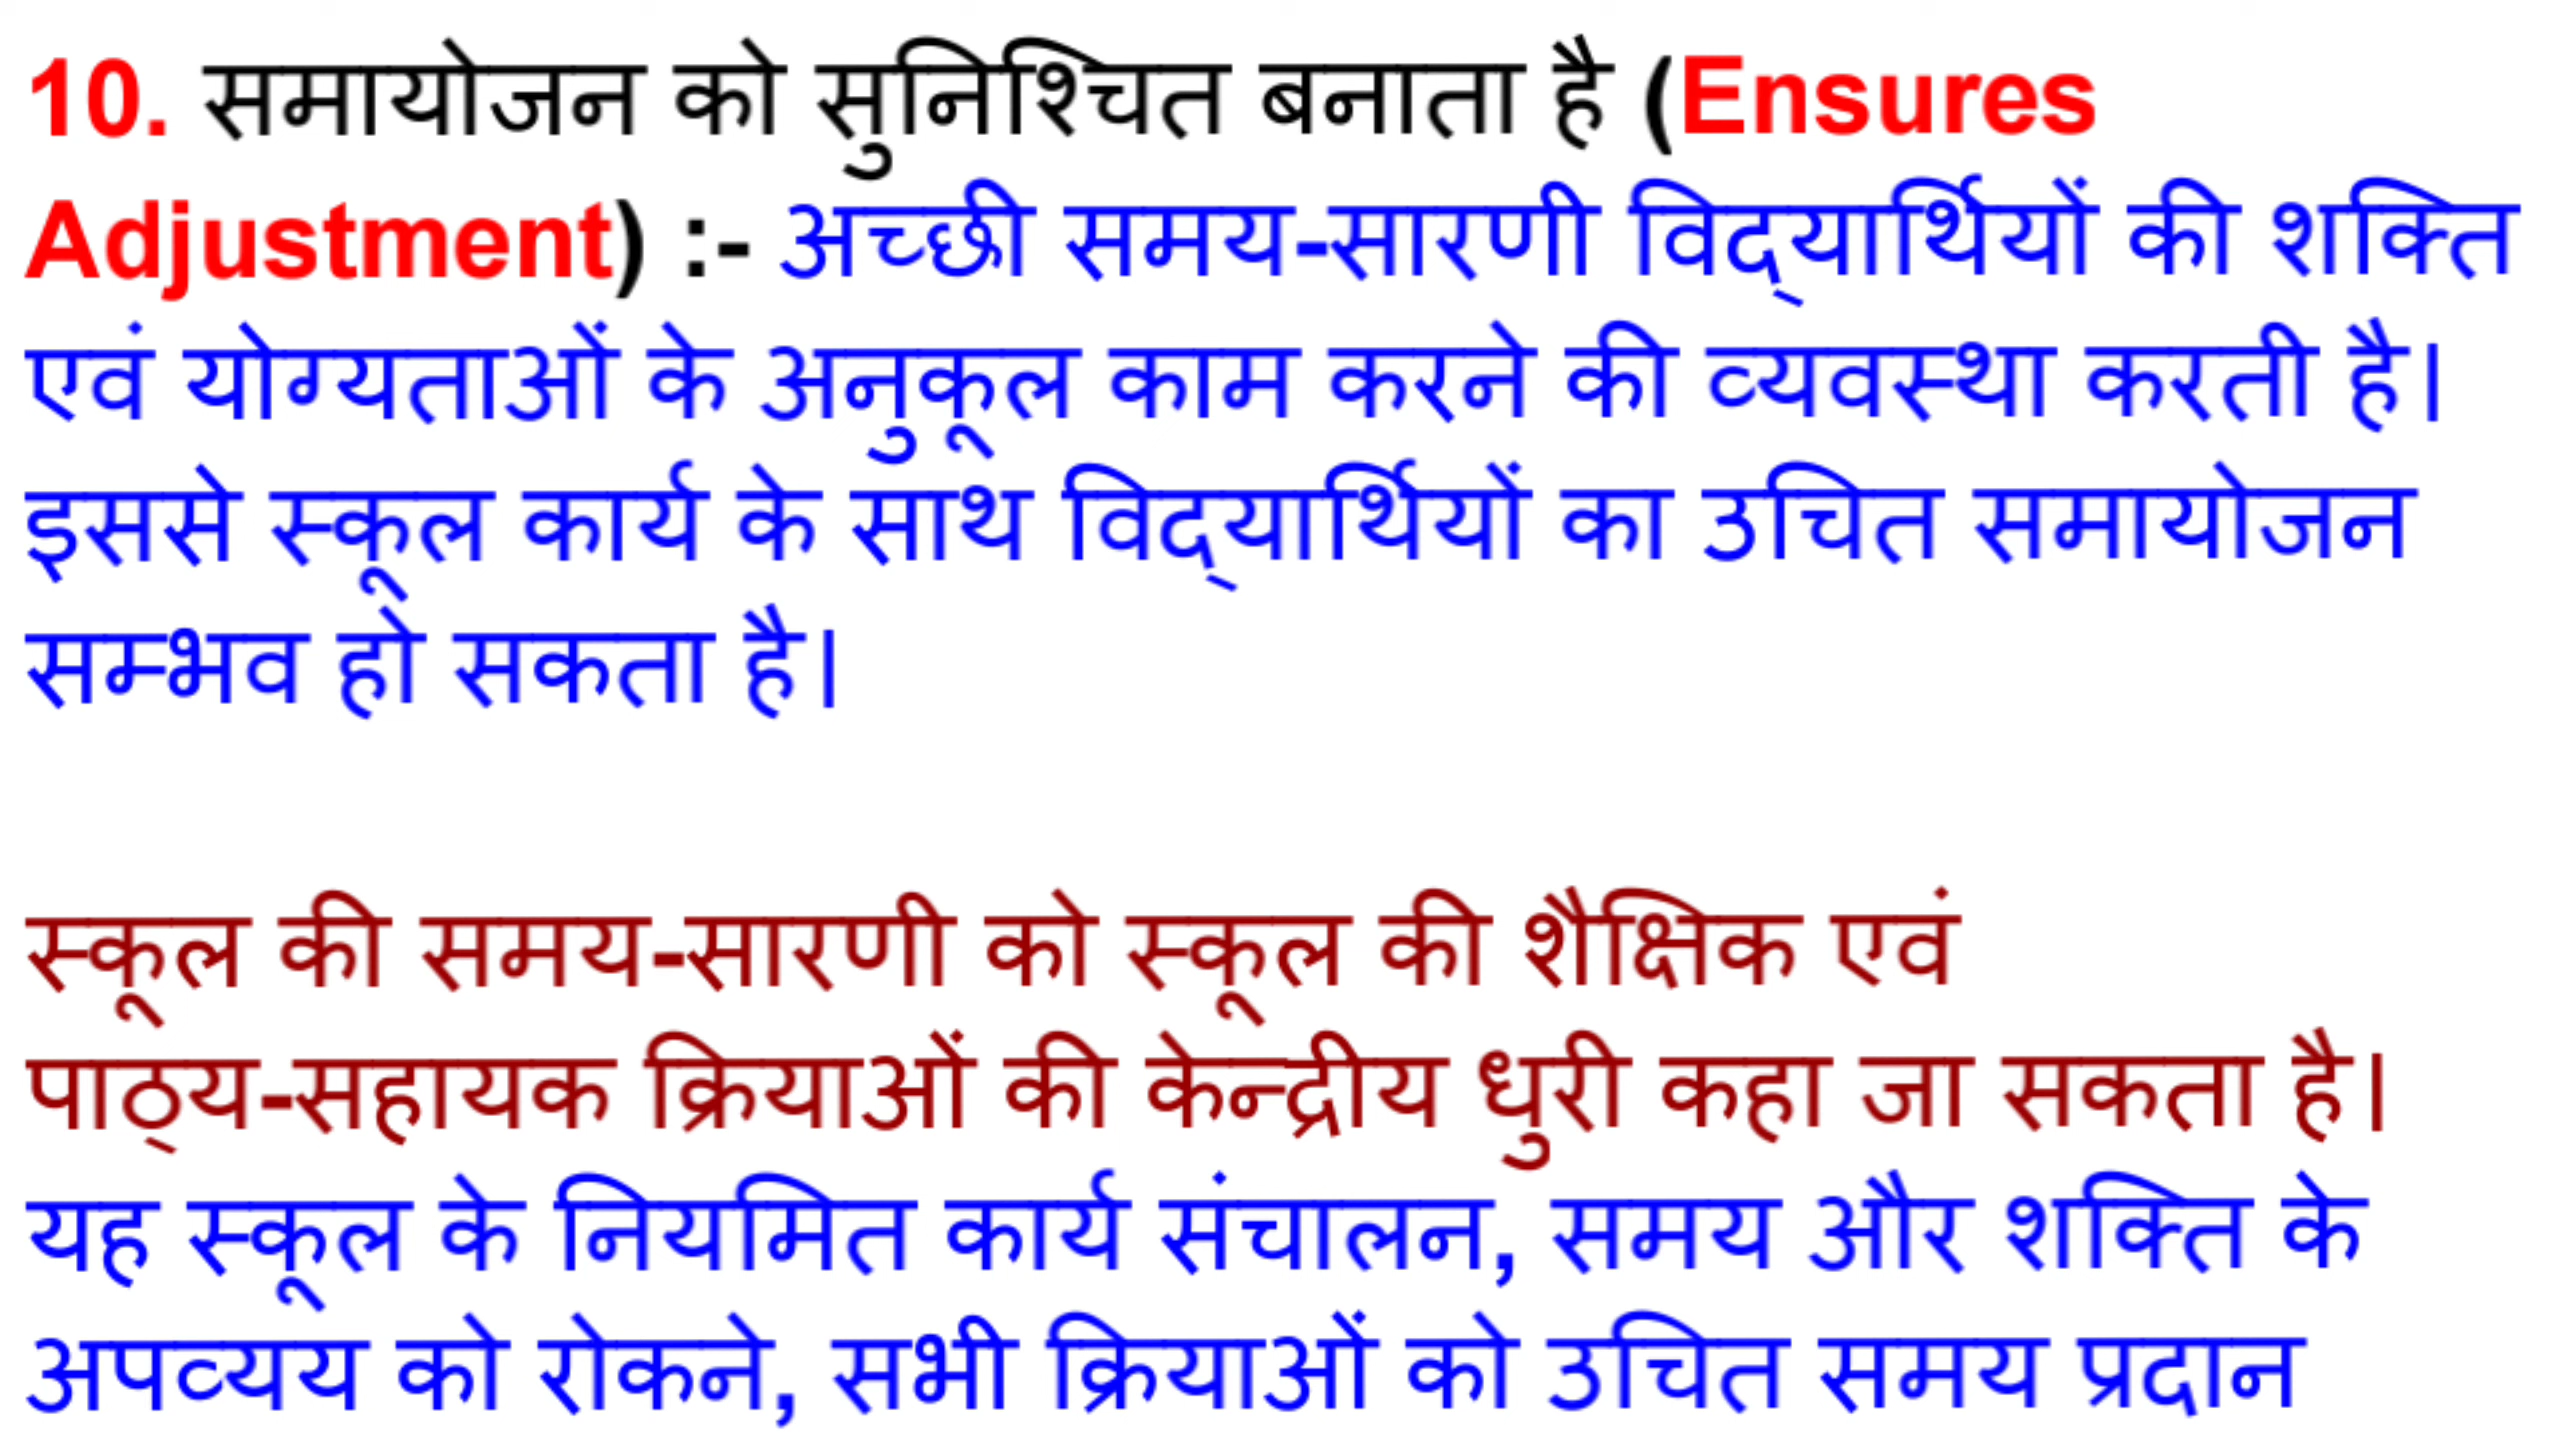 10. समायोजन को सुनिश्चित बनाता है (Ensures
Adjustment) :- अच्छी समय-सारणी विद्यार्थियों की शक्ति
एवं योग्यताओं के अनुकूल काम करने की व्यवस्था करती है।
इससे स्कूल कार्य के साथ विद्यार्थियों का उचित समायोजन
सम्भव हो सकता है।
स्कूल की समय-सारणी को स्कूल की शैक्षिक एवं
पाठ्य-सहायक क्रियाओं की केन्द्रीय धुरी कहा जा सकता है।
यह स्कूल के नियमित कार्य संचालन, समय और शक्ति के
अपव्यय को रोकने, सभी क्रियाओं को उचित समय प्रदान